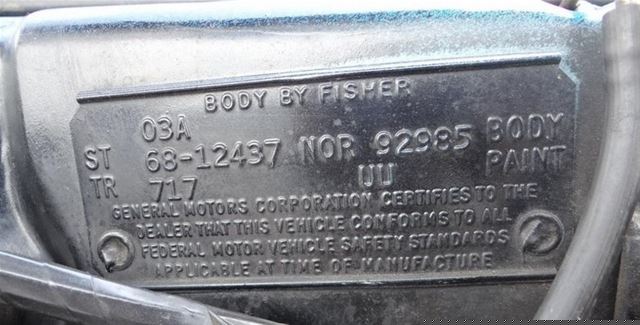 BODY BY FISHER
03A
ST 68-12437 NOR 92985 BODY
TR 717 UU PAINT
GENERAL MOTORS CORPORATION CERTIFIES TO THE
DEALER THAT THIS VEHICLE CONFORMS TO ALL
FEDERAL MOTOR VEHICLE SAFETY STANDARDS
APPLICABLE AT TIME OF MANUFACTURE